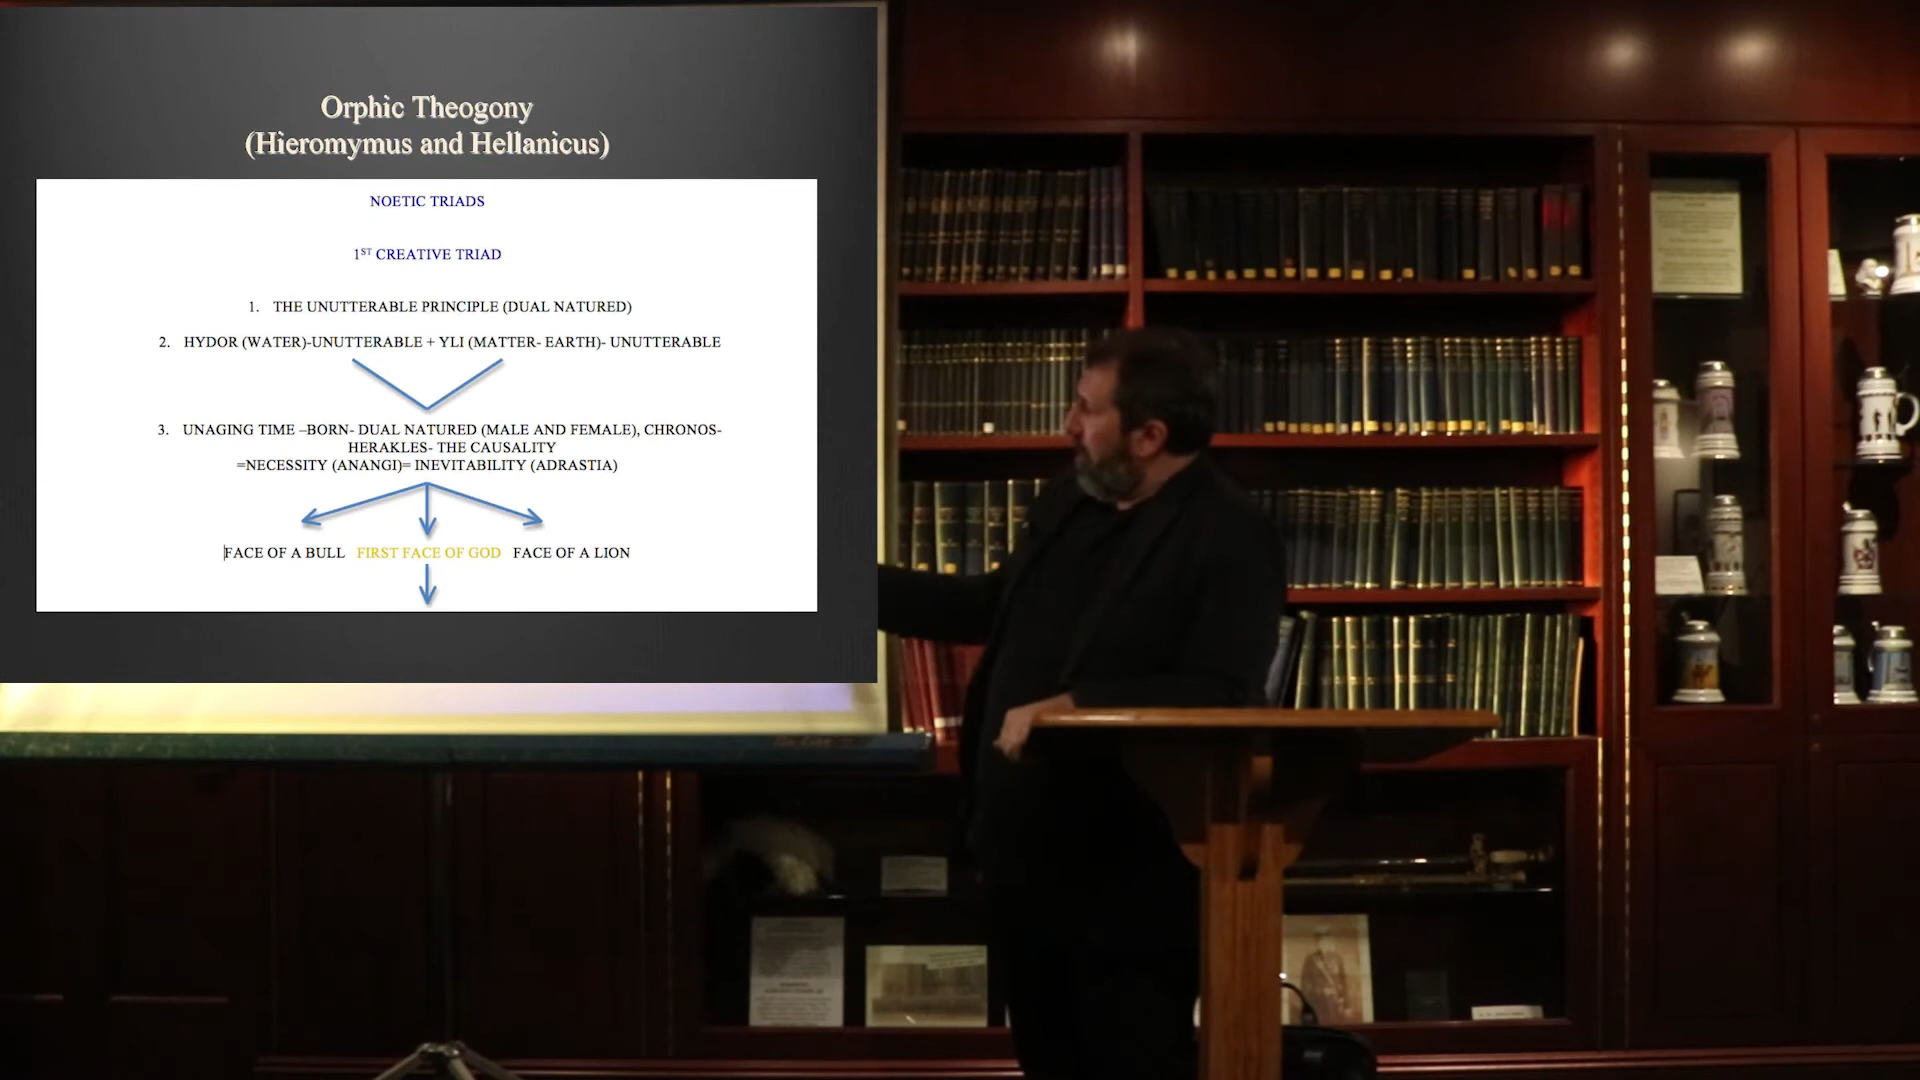 Orphic Theogony
(Hieromymus and Hellanicus)
NOETIC TRIADS
1ST CREATIVE TRIAD
1. THE UNUTTERABLE PRINCIPLE (DUAL NATURED)
2. HYDOR (WATER)-UNUTTERABLE + YLI (MATTER- EARTH)- UNUTTERABLE
3. UNAGING TIME –BORN- DUAL NATURED (MALE AND FEMALE), CHRONOS-
HERAKLES- THE CAUSALITY
=NECESSITY (ANANGI)= INEVITABILITY (ADRASTIA)
FACE OF A BULL FIRST FACE OF GOD FACE OF A LION